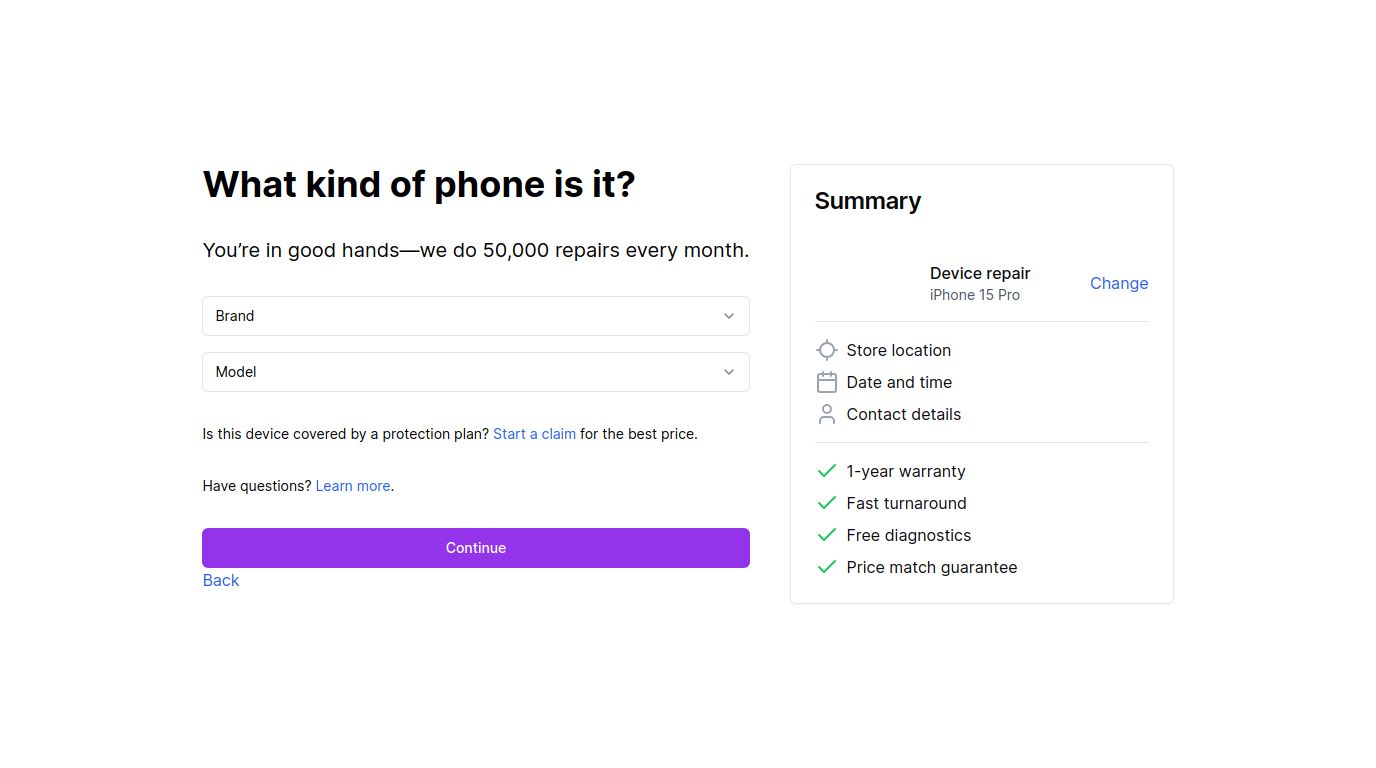 What kind of phone is it?
You’re in good hands—we do 50,000 repairs every month.
Brand
Model
Is this device covered by a protection plan? Start a claim for the best price.
Have questions? Learn more.
Continue
Back
Summary
Device repair
iPhone 15 Pro
Change
Store location
Date and time
Contact details
1-year warranty
Fast turnaround
Free diagnostics
Price match guarantee